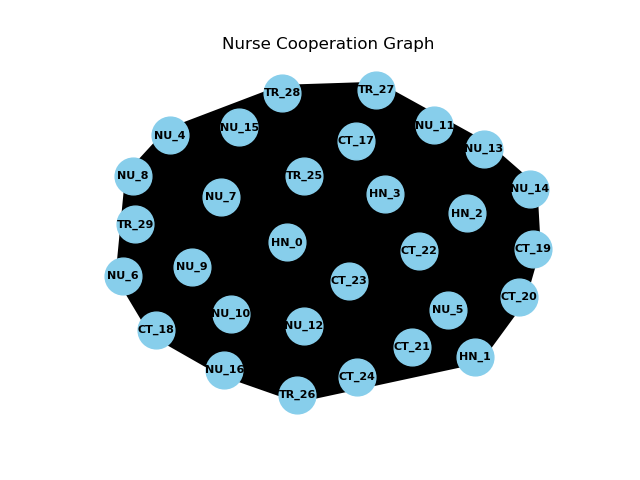 Nurse Cooperation Graph
TR_27
TR_28
NU_11
NU_15
NU_4
CT_17
NU_13
NU_8
TR_25
NU_14
HN_3
NU_7
HN_2
TR_29
HN_0
CT_19
CT_22
NU_9
NU_6
CT_23
CT_20
NU_5
NU_10
NU_12
CT_18
CT_21
HN_1
NU_16
CT_24
TR_26